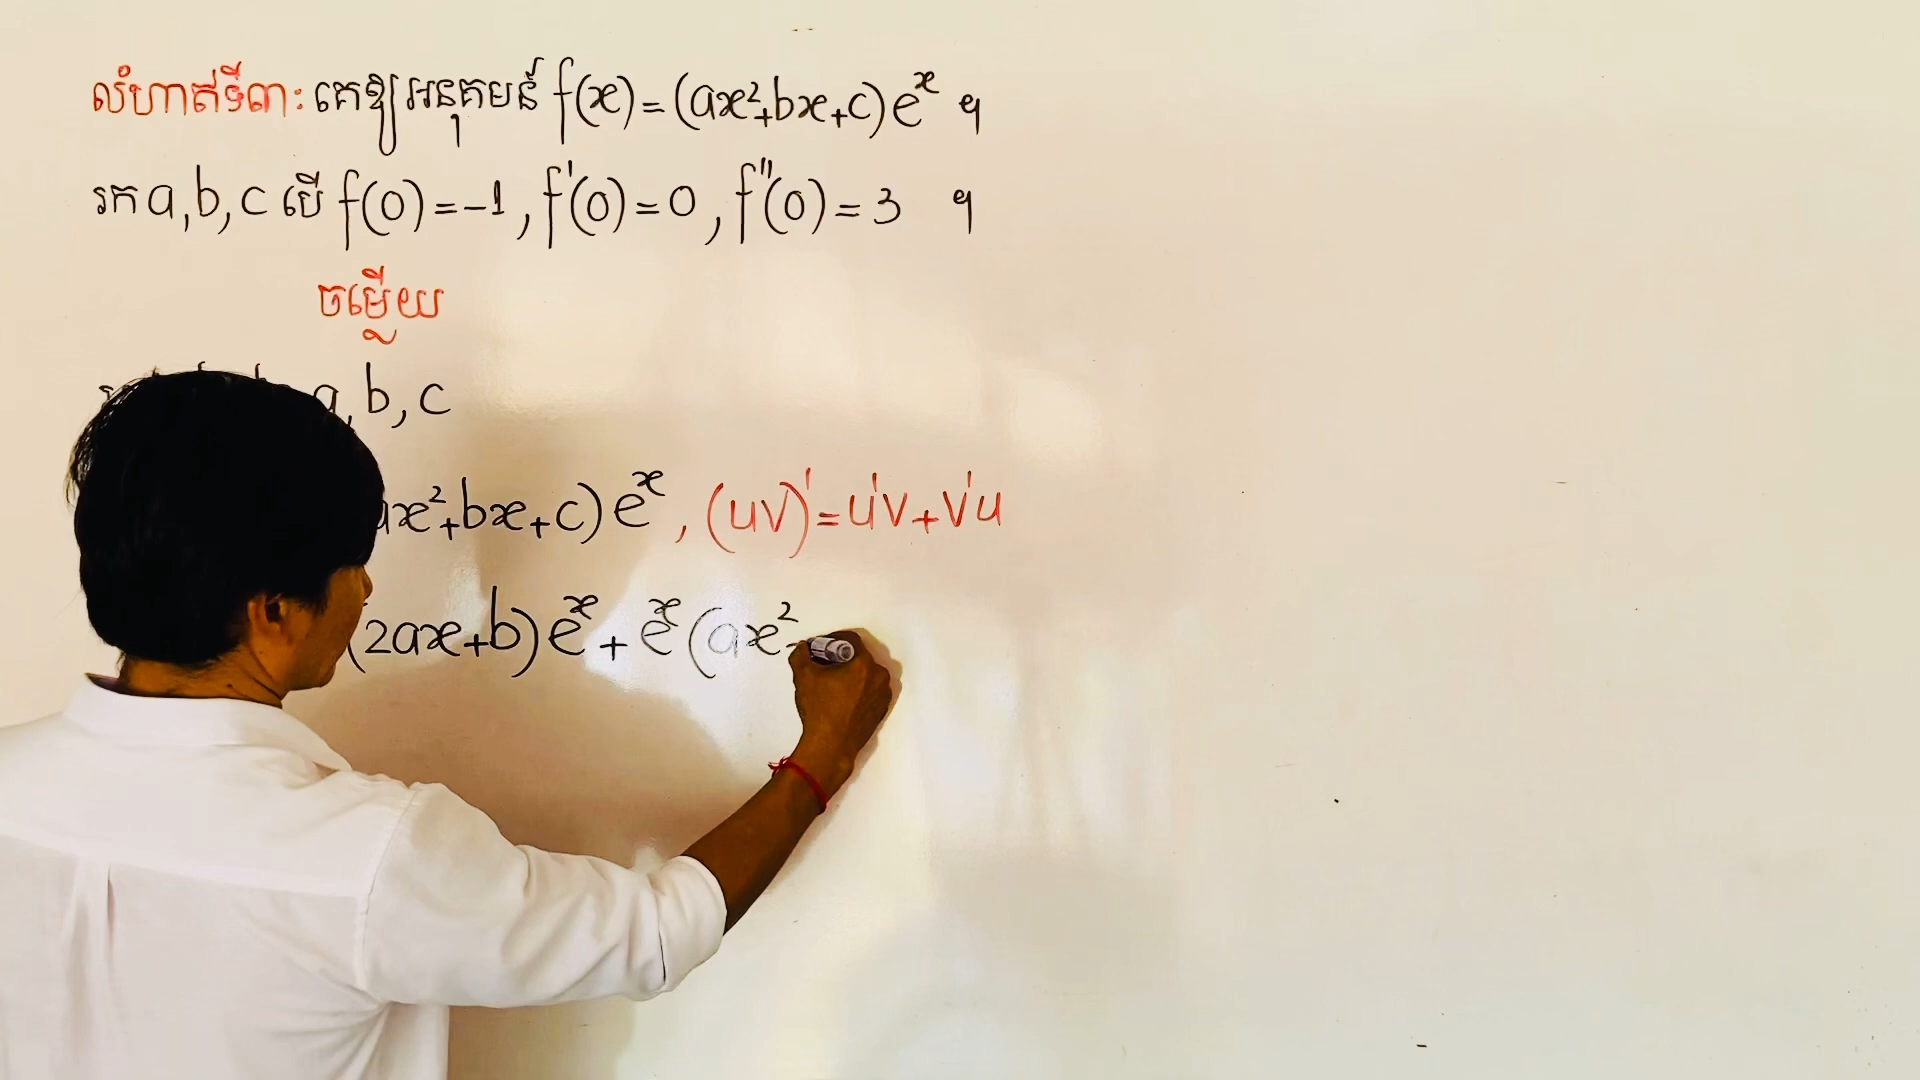 លំហាត់ទី៣: គេឱ្យអនុគមន៍ f(x) = (ax²+bx+c)eˣ ។
រក a, b, c បើ f(0) = -1, f'(0) = 0, f''(0) = 3 ។
ចម្លើយ
a, b, c
ax²+bx+c)eˣ, (uv)' = u'v + v'u
(2ax+b)eˣ + eˣ(ax²